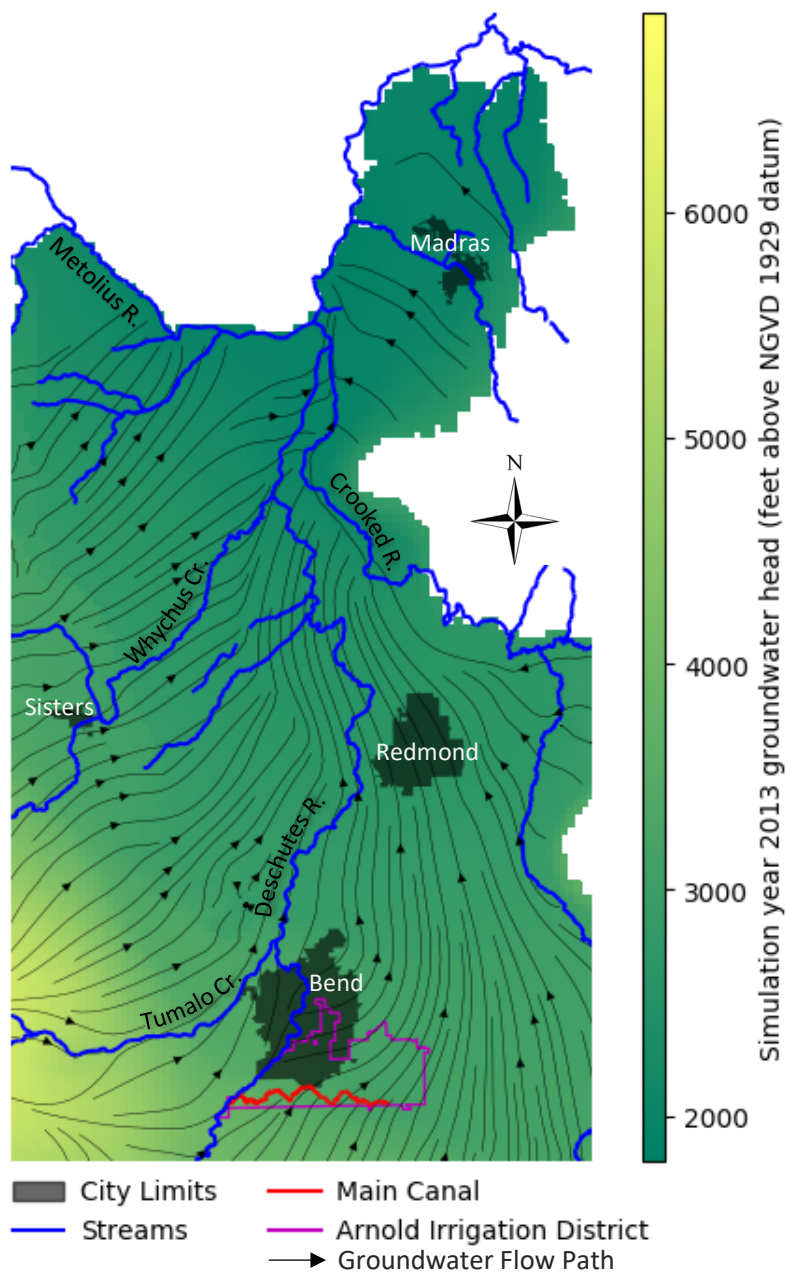 Madras
Metolius R.
N
Crooked R.
Whychus Cr.
Sisters
Redmond
Deschutes R.
Bend
Tumalo Cr.
6000
5000
4000
3000
2000
Simulation year 2013 groundwater head (feet above NGVD 1929 datum)
City Limits
Main Canal
Streams
Arnold Irrigation District
Groundwater Flow Path